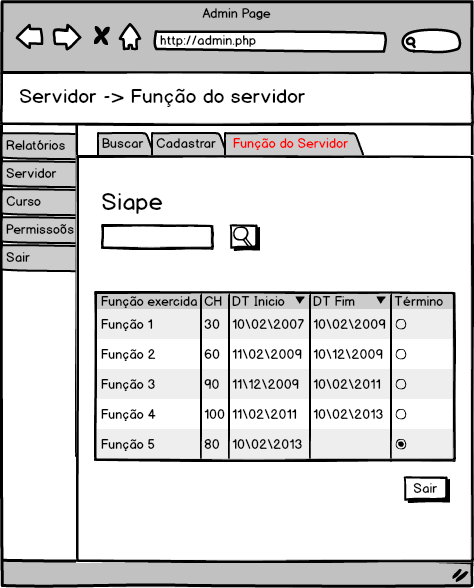 Admin Page
http://admin.php
Servidor -> Função do servidor
Relatórios
Servidor
Curso
Permissoõs
Sair
Buscar Cadastrar Função do Servidor
Siape
Função exercida CH DT Inicio DT Fim Término
Função 1 30 10\02\2007 10\02\2009
Função 2 60 11\02\2009 10\12\2009
Função 3 90 11\12\2009 10\02\2011
Função 4 100 11\02\2011 10\02\2013
Função 5 80 10\02\2013
Sair